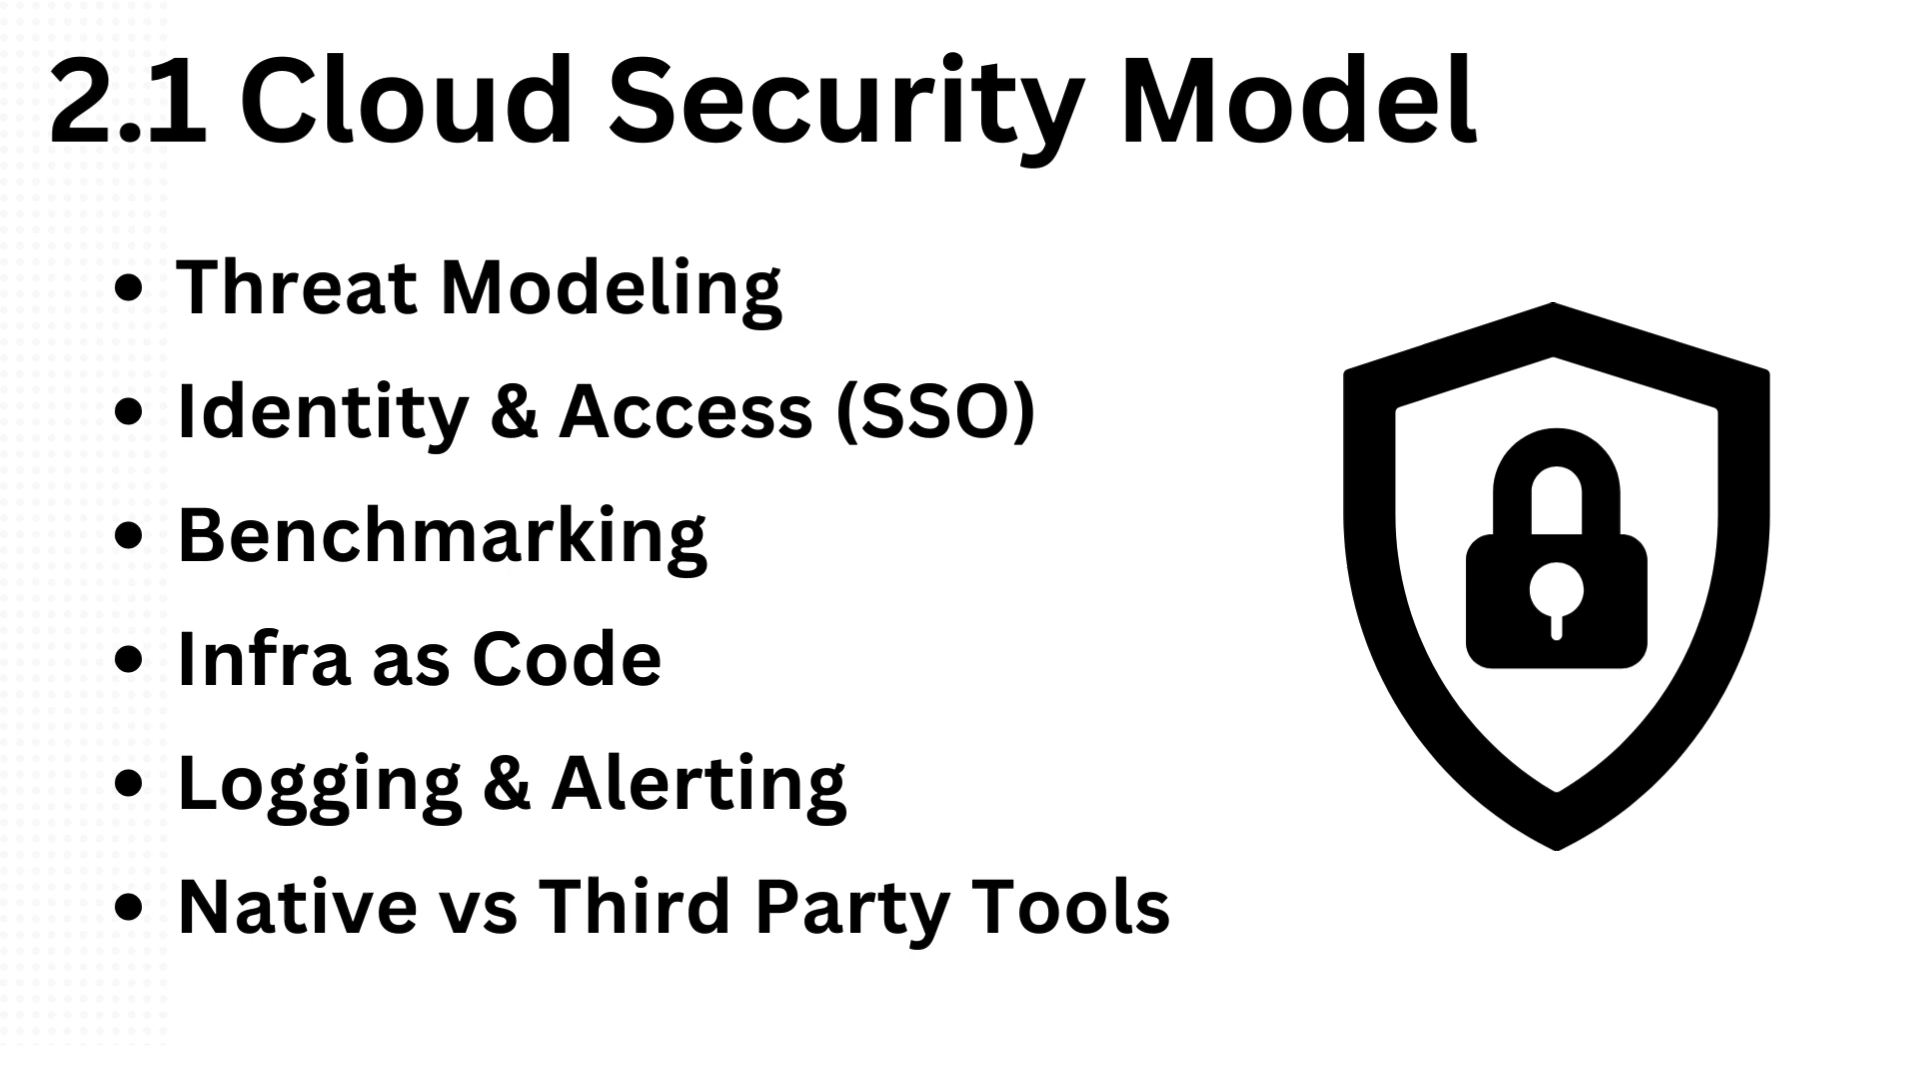 2.1 Cloud Security Model
• Threat Modeling
• Identity & Access (SSO)
• Benchmarking
• Infra as Code
• Logging & Alerting
• Native vs Third Party Tools